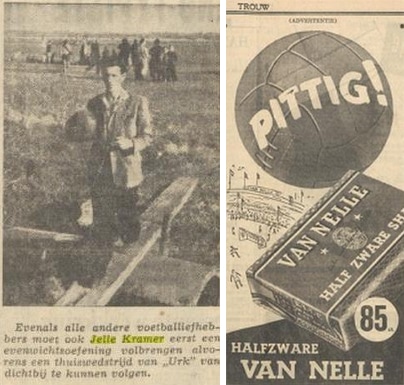 Evenals alle andere voetballiefheb-
bers moet ook Jelle Kramer eerst een
evenwichtsoefening volbrengen alvo-
rens een thuiswedstrijd van „Urk" van
dichtbij te kunnen volgen.
TROUW
(ADVERTENTIE)
PITTIG!
VAN NELLE
HALF ZWARE SH
85
HALFZWARE
VAN NELLE